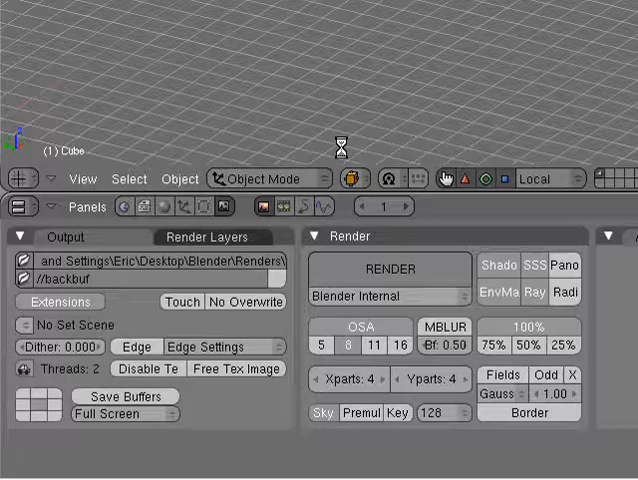 (1) Cube
View Select Object Object Mode Local
Panels 1
Output Render Layers Render
and Settings\Eric\Desktop\Blender\Renders\
//backbuf
Extensions Touch No Overwrite
No Set Scene
Dither: 0.000 Edge Edge Settings
Threads: 2 Disable Te Free Tex Image
Save Buffers
Full Screen
RENDER
Blender Internal
OSA MBLUR
5 8 11 16 Bf: 0.50
Xparts: 4 Yparts: 4
Sky Premul Key 128
Shado SSS Pano
EnvMa Ray Radi
100%
75% 50% 25%
Fields Odd X
Gauss 1.00
Border